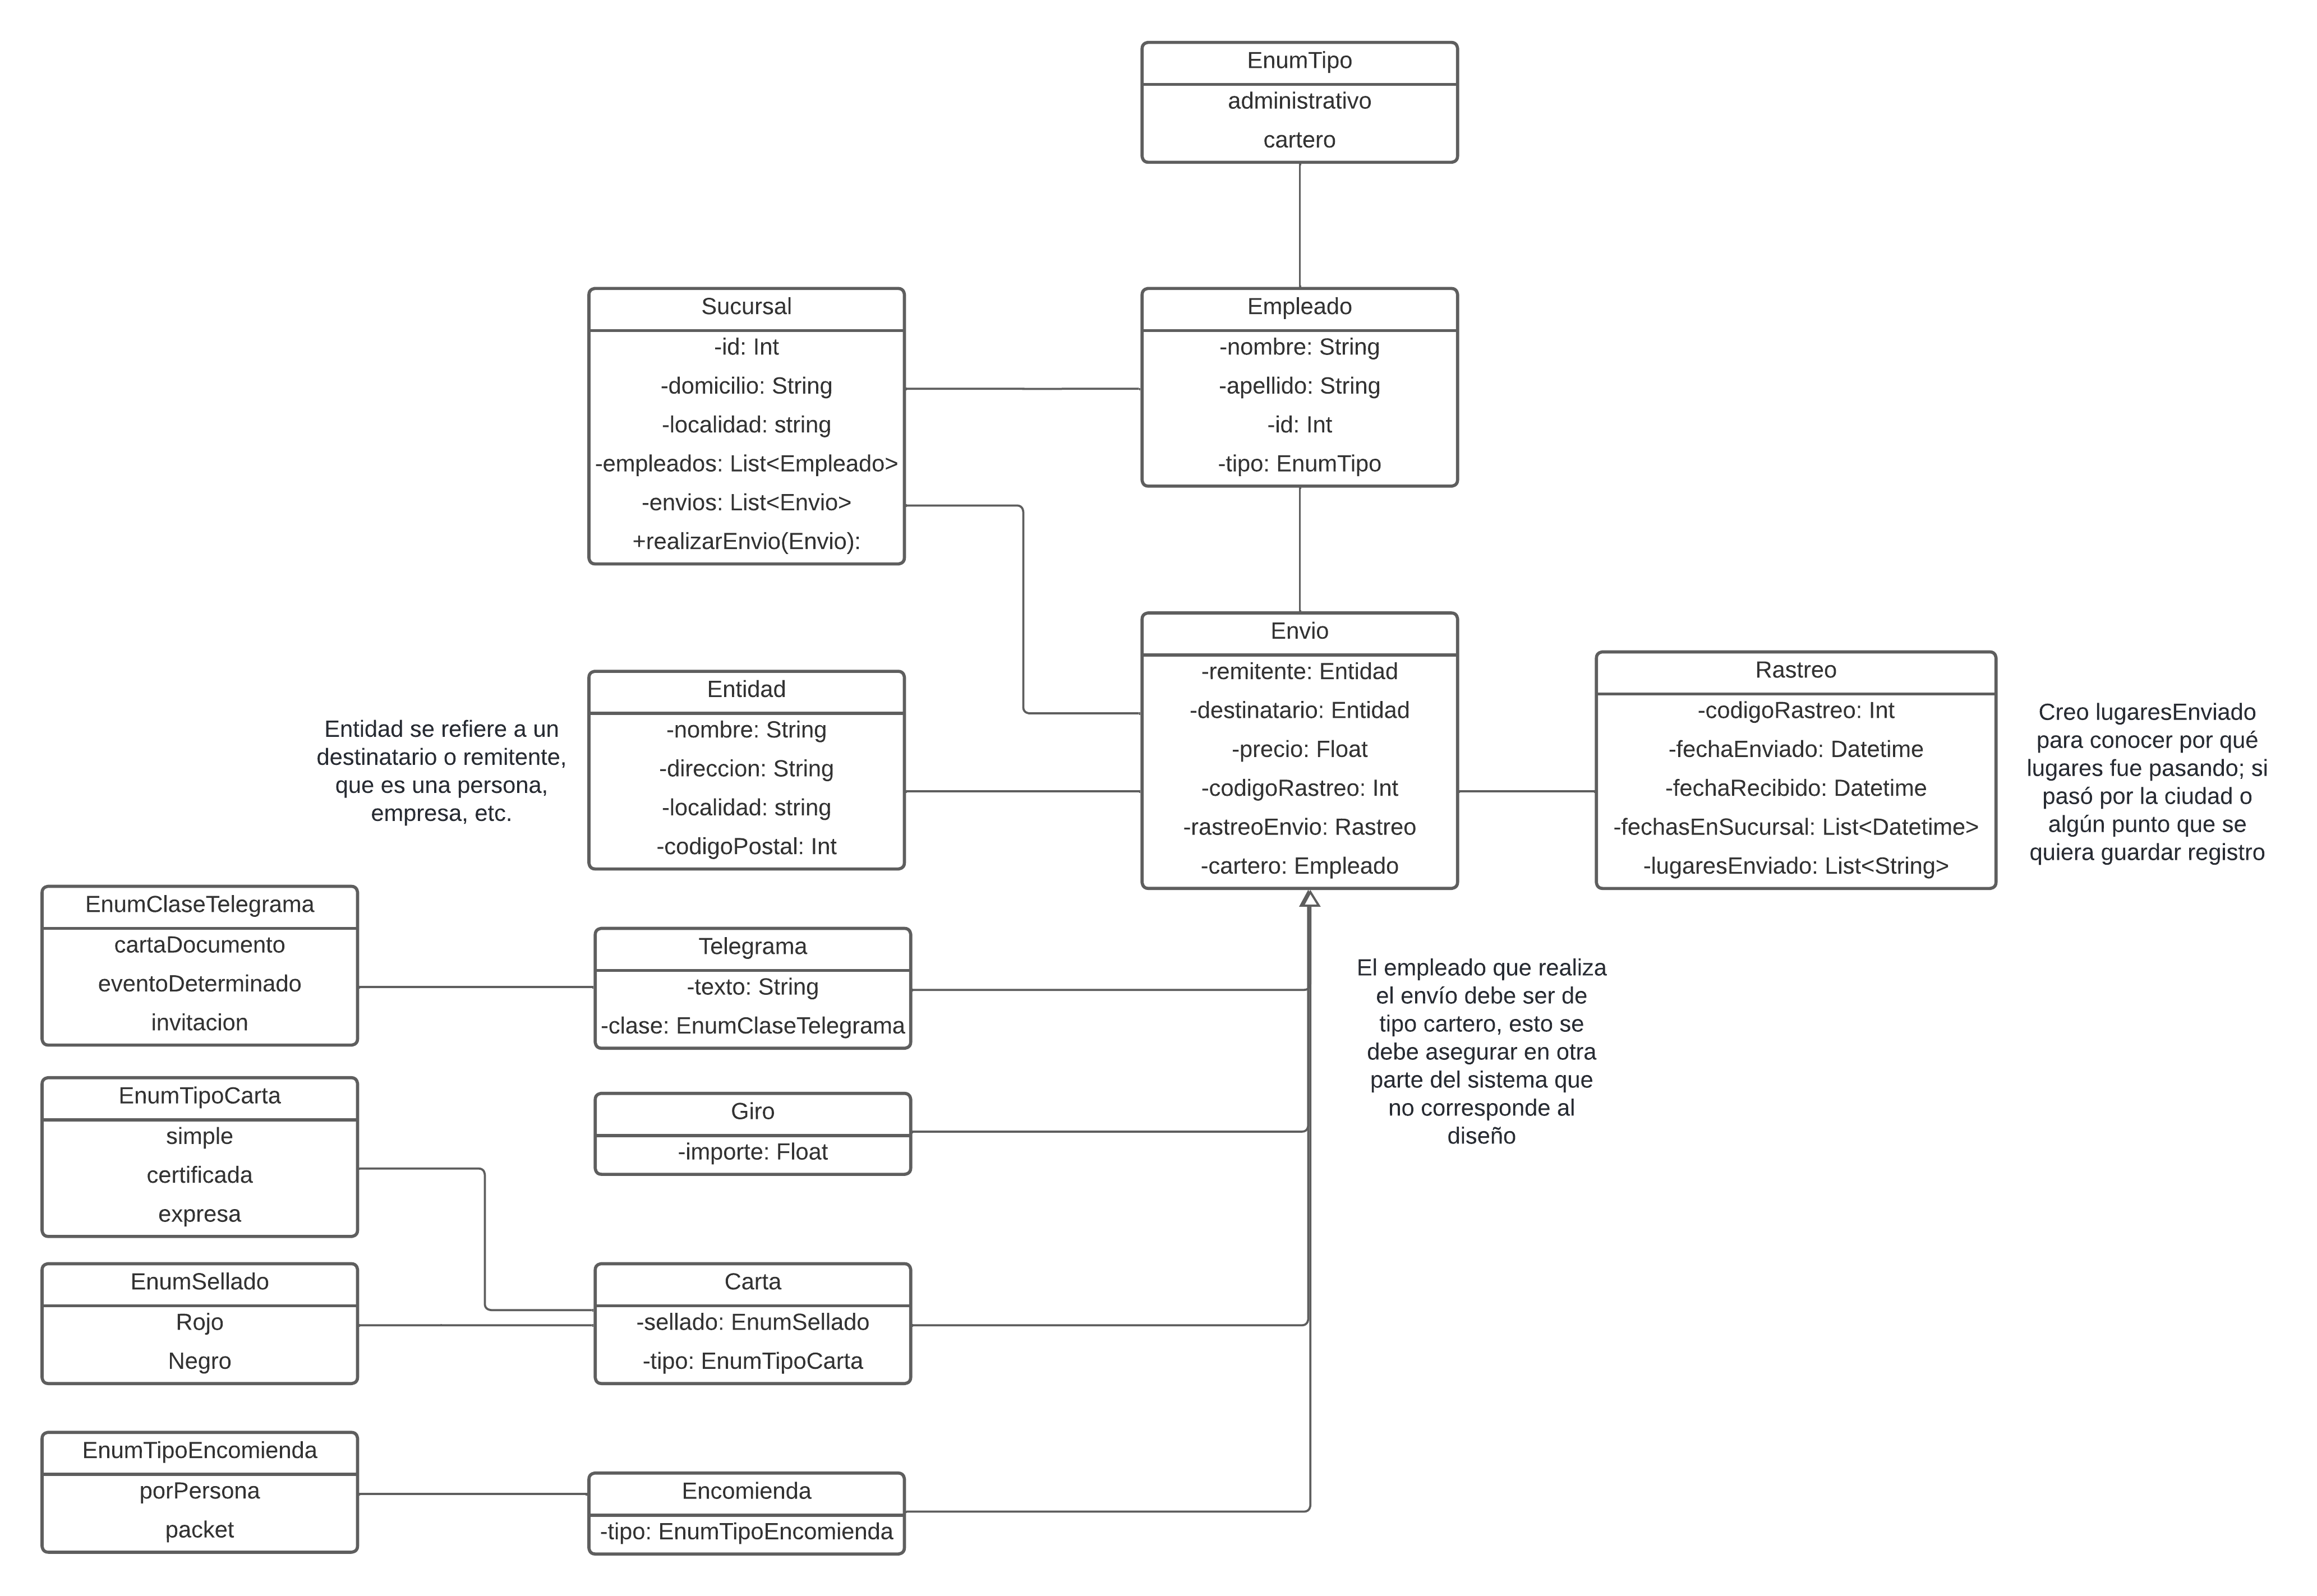 EnumTipo
administrativo
cartero
Sucursal
-id: Int
-domicilio: String
-localidad: string
-empleados: List<Empleado>
-envios: List<Envio>
+realizarEnvio(Envio):
Empleado
-nombre: String
-apellido: String
-id: Int
-tipo: EnumTipo
Envio
-remitente: Entidad
-destinatario: Entidad
-precio: Float
-codigoRastreo: Int
-rastreoEnvio: Rastreo
-cartero: Empleado
Rastreo
-codigoRastreo: Int
-fechaEnviado: Datetime
-fechaRecibido: Datetime
-fechasEnSucursal: List<Datetime>
-lugaresEnviado: List<String>
Creo lugaresEnviado
para conocer por qué
lugares fue pasando; si
pasó por la ciudad o
algún punto que se
quiera guardar registro
Entidad se refiere a un
destinatario o remitente,
que es una persona,
empresa, etc.
Entidad
-nombre: String
-direccion: String
-localidad: string
-codigoPostal: Int
EnumClaseTelegrama
cartaDocumento
eventoDeterminado
invitacion
Telegrama
-texto: String
-clase: EnumClaseTelegrama
El empleado que realiza
el envío debe ser de
tipo cartero, esto se
debe asegurar en otra
parte del sistema que
no corresponde al
diseño
EnumTipoCarta
simple
certificada
expresa
Giro
-importe: Float
EnumSellado
Rojo
Negro
Carta
-sellado: EnumSellado
-tipo: EnumTipoCarta
EnumTipoEncomienda
porPersona
packet
Encomienda
-tipo: EnumTipoEncomienda